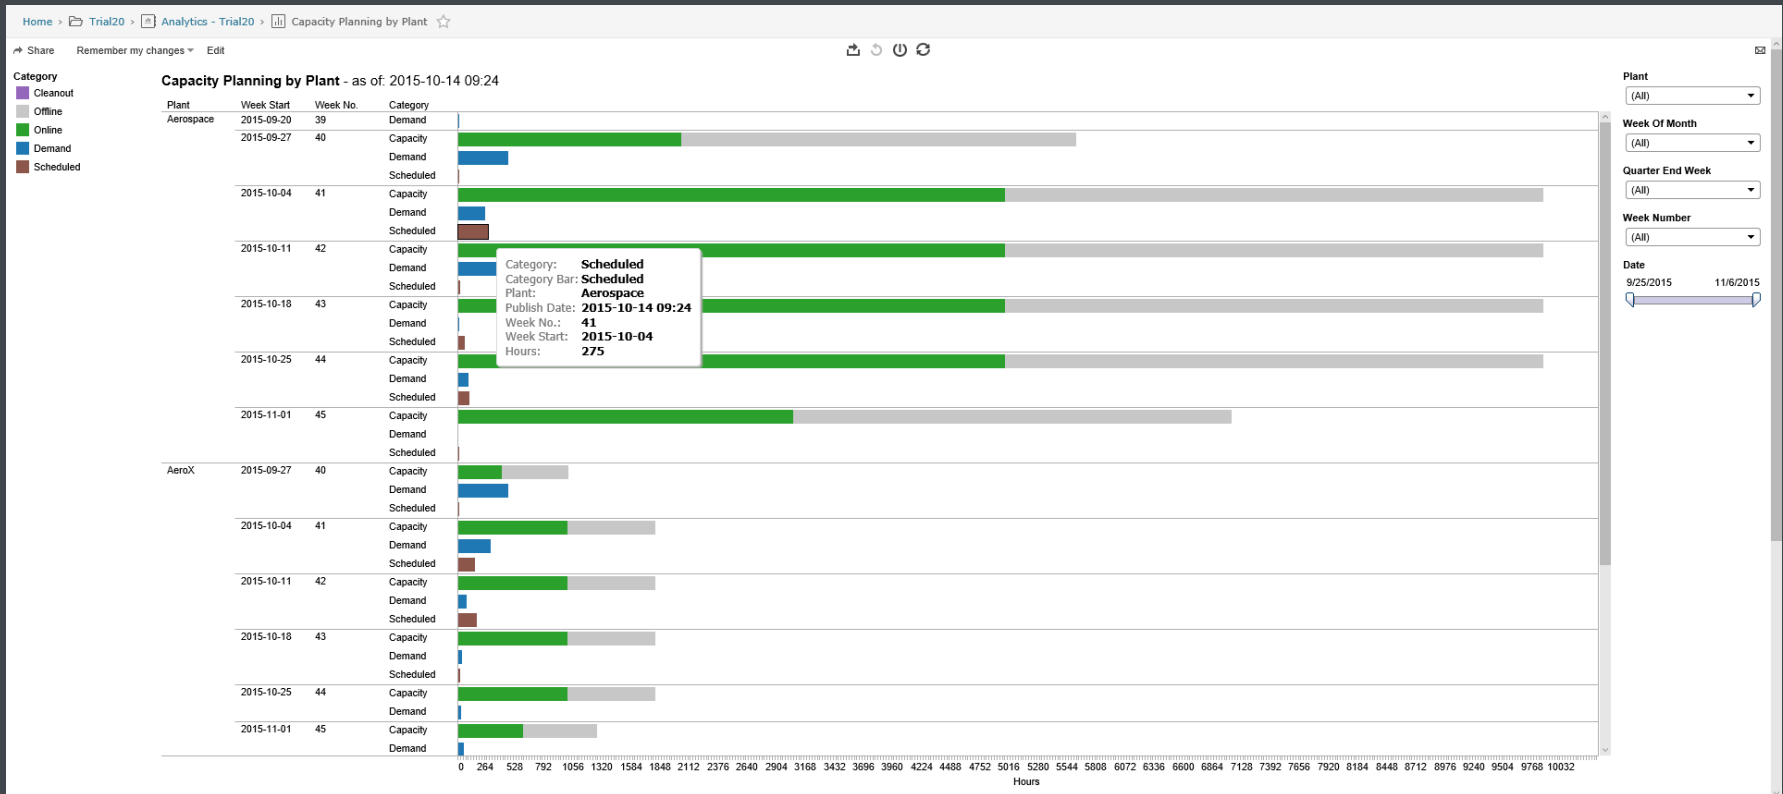 Home › Trial20 › Analytics - Trial20 › Capacity Planning by Plant
Share Remember my changes Edit
Category
Cleanout
Offline
Online
Demand
Scheduled
Capacity Planning by Plant - as of: 2015-10-14 09:24
Plant Week Start Week No. Category
Aerospace 2015-09-20 39 Demand
2015-09-27 40 Capacity
Demand
Scheduled
2015-10-04 41 Capacity
Demand
Scheduled
2015-10-11 42 Capacity
Demand
Scheduled
2015-10-18 43 Capacity
Demand
Scheduled
2015-10-25 44 Capacity
Demand
Scheduled
2015-11-01 45 Capacity
Demand
Scheduled
AeroX 2015-09-27 40 Capacity
Demand
Scheduled
2015-10-04 41 Capacity
Demand
Scheduled
2015-10-11 42 Capacity
Demand
Scheduled
2015-10-18 43 Capacity
Demand
Scheduled
2015-10-25 44 Capacity
Demand
2015-11-01 45 Capacity
Demand
Category: Scheduled
Category Bar: Scheduled
Plant: Aerospace
Publish Date: 2015-10-14 09:24
Week No.: 41
Week Start: 2015-10-04
Hours: 275
0 264 528 792 1056 1320 1584 1848 2112 2376 2640 2904 3168 3432 3696 3960 4224 4488 4752 5016 5280 5544 5808 6072 6336 6600 6864 7128 7392 7656 7920 8184 8448 8712 8976 9240 9504 9768 10032
Hours
Plant
(All)
Week Of Month
(All)
Quarter End Week
(All)
Week Number
(All)
Date
9/25/2015 11/6/2015